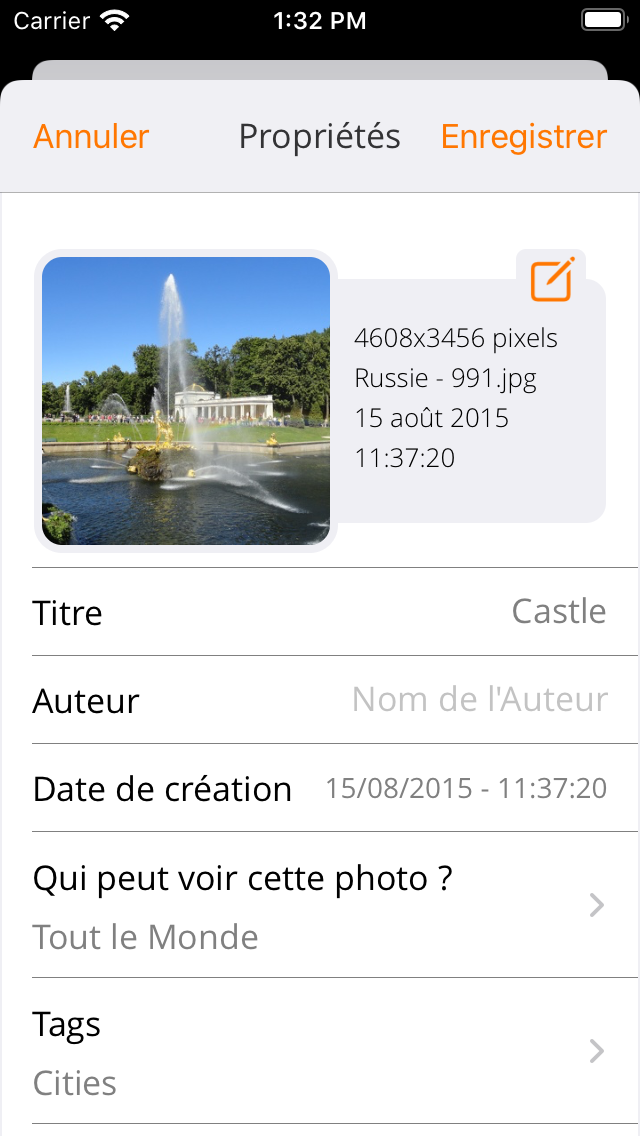 Carrier 1:32 PM
Annuler Propriétés Enregistrer
4608x3456 pixels
Russie - 991.jpg
15 août 2015
11:37:20
Titre Castle
Auteur Nom de l'Auteur
Date de création 15/08/2015 - 11:37:20
Qui peut voir cette photo ?
Tout le Monde
Tags
Cities